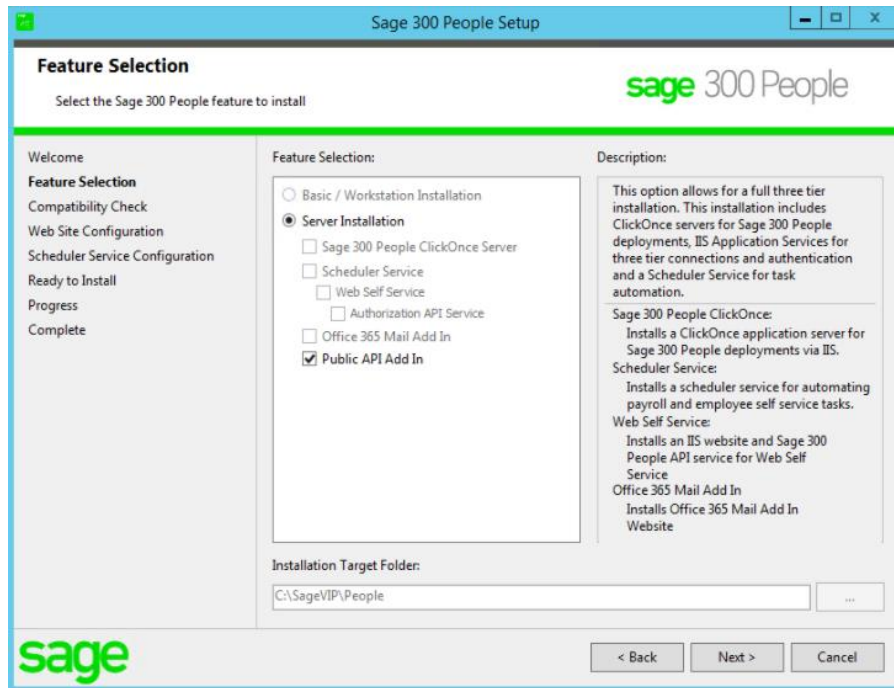 Sage 300 People Setup
Feature Selection
Select the Sage 300 People feature to install
sage 300 People
Welcome
Feature Selection
Compatibility Check
Web Site Configuration
Scheduler Service Configuration
Ready to Install
Progress
Complete
Feature Selection:
Basic / Workstation Installation
Server Installation
Sage 300 People ClickOnce Server
Scheduler Service
Web Self Service
Authorization API Service
Office 365 Mail Add In
Public API Add In
Description:
This option allows for a full three tier
installation. This installation includes
ClickOnce servers for Sage 300 People
deployments, IIS Application Services for
three tier connections and authentication
and a Scheduler Service for task
automation.
Sage 300 People ClickOnce:
Installs a ClickOnce application server for
Sage 300 People deployments via IIS.
Scheduler Service:
Installs a scheduler service for automating
payroll and employee self service tasks.
Web Self Service:
Installs an IIS website and Sage 300
People API service for Web Self
Service
Office 365 Mail Add In
Installs Office 365 Mail Add In
Website
Installation Target Folder:
C:\SageVIP\People
...
sage
< Back
Next >
Cancel